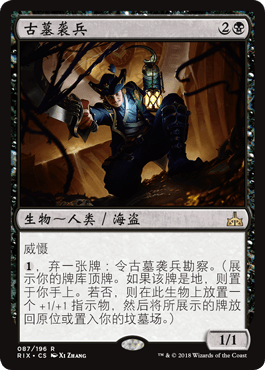 古墓袭兵 2
生物～人类／海盗
威慑
1，弃一张牌：令古墓袭兵勘察。（展
示你的牌库顶牌。如果该牌是地，则置
于你手上。若否，则在此生物上放置一
个 +1/+1 指示物，然后将所展示的牌放
回原位或置入你的坟墓场。）
1/1
087/196 R
RIX • CS XI ZHANG
™ & © 2018 Wizards of the Coast